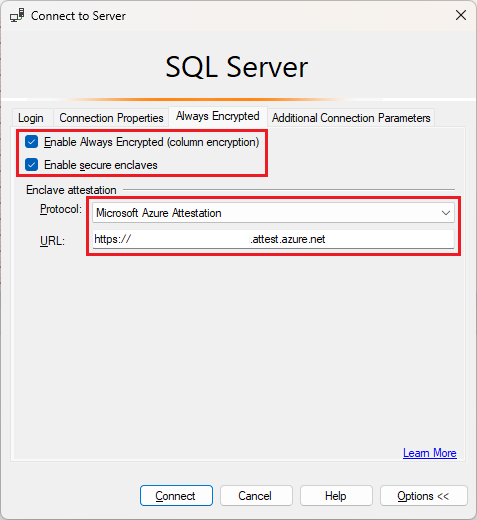 Connect to Server
SQL Server
Login Connection Properties Always Encrypted Additional Connection Parameters
Enable Always Encrypted (column encryption)
Enable secure enclaves
Enclave attestation
Protocol: Microsoft Azure Attestation
URL: https:// .attest.azure.net
Learn More
Connect Cancel Help Options <<